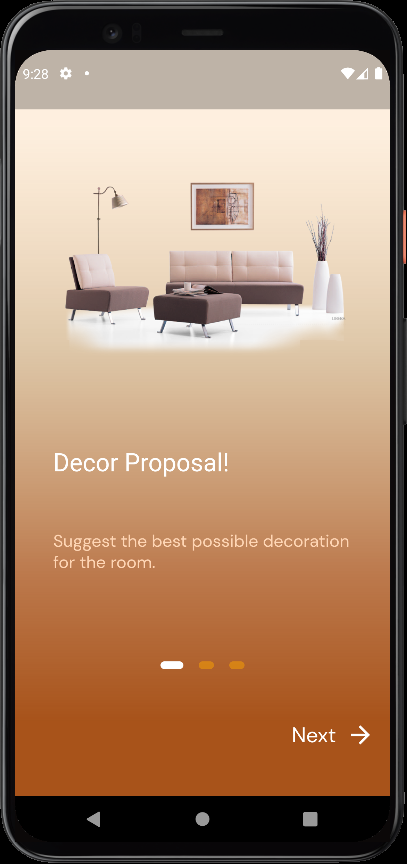 9:28
Decor Proposal!
Suggest the best possible decoration
for the room.
Next